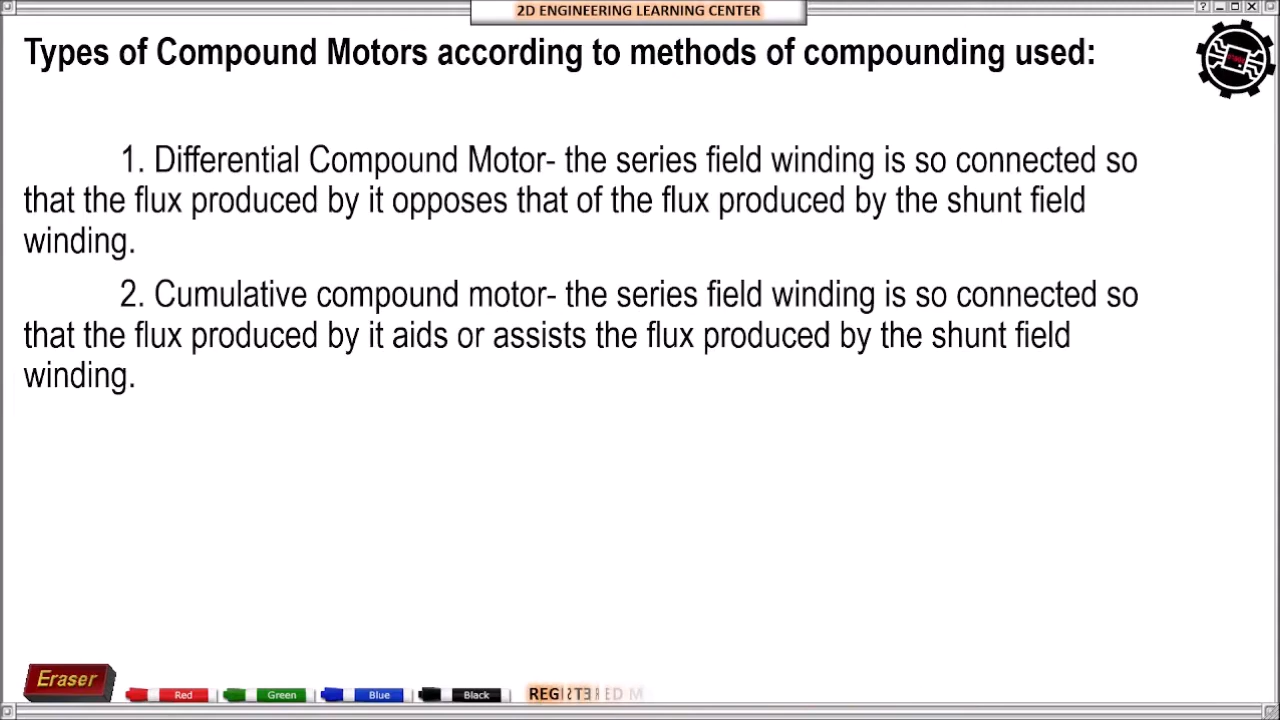 2D ENGINEERING LEARNING CENTER
Types of Compound Motors according to methods of compounding used:
1. Differential Compound Motor- the series field winding is so connected so
that the flux produced by it opposes that of the flux produced by the shunt field
winding.
2. Cumulative compound motor- the series field winding is so connected so
that the flux produced by it aids or assists the flux produced by the shunt field
winding.
Eraser
Red Green Blue Black